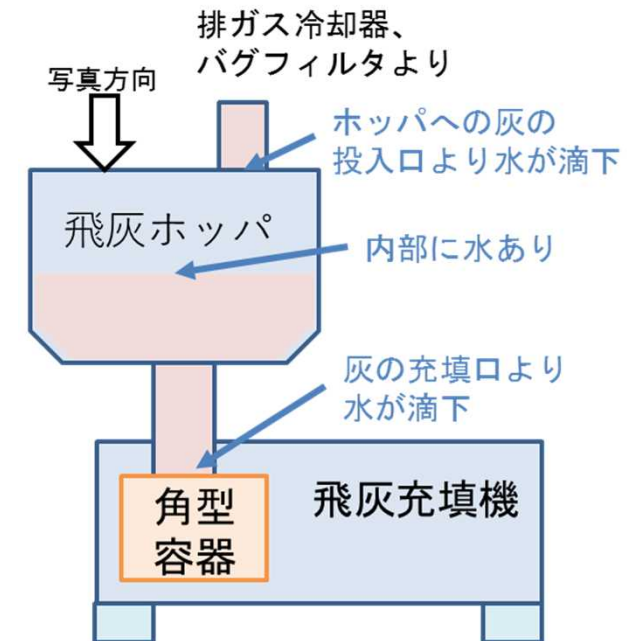 排ガス冷却器、
バグフィルタより
写真方向
ホッパへの灰の
投入口より水が滴下
飛灰ホッパ
内部に水あり
灰の充填口より
水が滴下
角型
容器
飛灰充填機